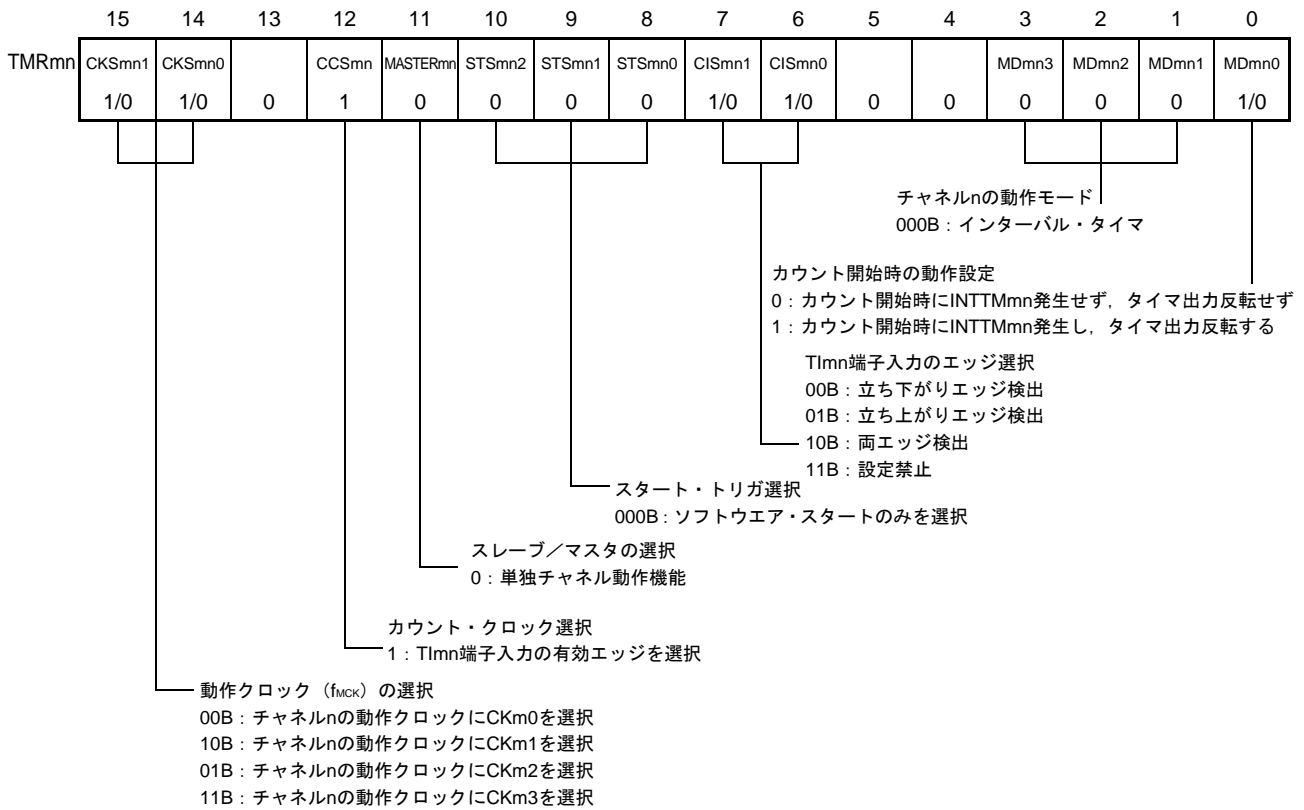 15 14 13 12 11 10 9 8 7 6 5 4 3 2 1 0
TMRmn CKSmn1 CKSmn0 CCSmn MASTERmn STSmn2 STSmn1 STSmn0 CISmn1 CISmn0 MDmn3 MDmn2 MDmn1 MDmn0
1/0 1/0 0 1 0 0 0 0 1/0 1/0 0 0 0 0 0 1/0
チャネルnの動作モード
000B：インターバル・タイマ
カウント開始時の動作設定
0：カウント開始時にINTTMmn発生せず，タイマ出力反転せず
1：カウント開始時にINTTMmn発生し，タイマ出力反転する
TImn端子入力のエッジ選択
00B：立ち下がりエッジ検出
01B：立ち上がりエッジ検出
10B：両エッジ検出
11B：設定禁止
スタート・トリガ選択
000B：ソフトウエア・スタートのみを選択
スレーブ／マスタの選択
0：単独チャネル動作機能
カウント・クロック選択
1：TImn端子入力の有効エッジを選択
動作クロック（fMCK）の選択
00B：チャネルnの動作クロックにCKm0を選択
10B：チャネルnの動作クロックにCKm1を選択
01B：チャネルnの動作クロックにCKm2を選択
11B：チャネルnの動作クロックにCKm3を選択